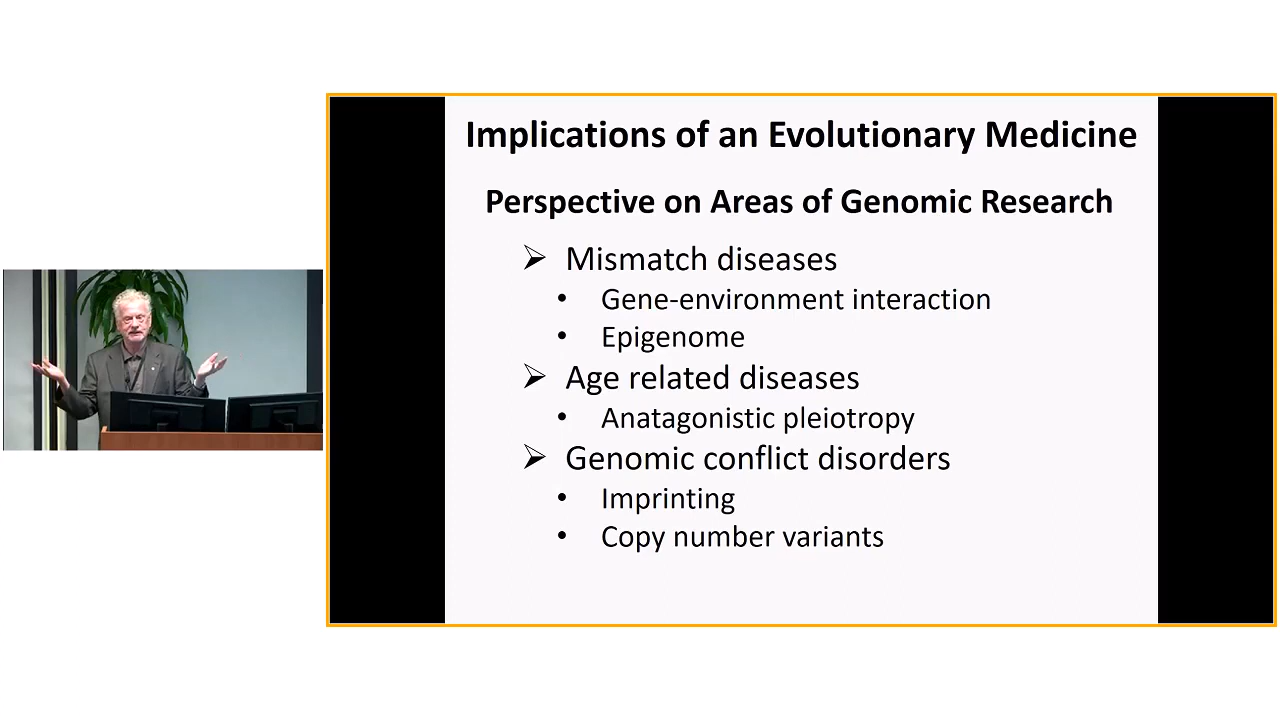 Implications of an Evolutionary Medicine
Perspective on Areas of Genomic Research
➢ Mismatch diseases
• Gene-environment interaction
• Epigenome
➢ Age related diseases
• Anatagonistic pleiotropy
➢ Genomic conflict disorders
• Imprinting
• Copy number variants